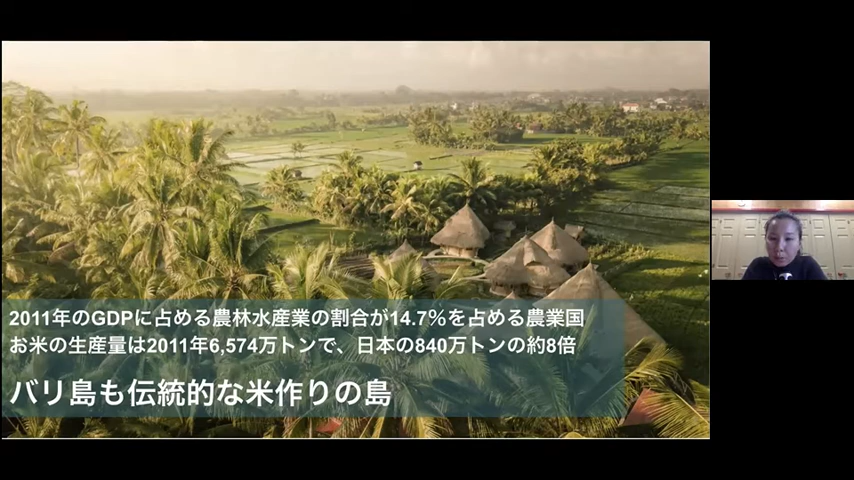 2011年のGDPに占める農林水産業の割合が14.7%を占める農業国
お米の生産量は2011年6,574万トンで、日本の840万トンの約8倍
バリ島も伝統的な米作りの島